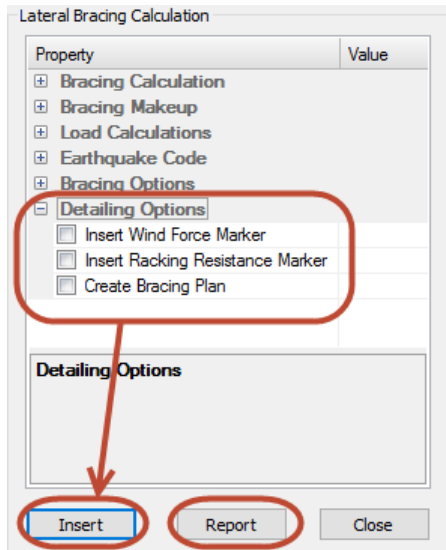 Lateral Bracing Calculation
Property Value
Bracing Calculation
Bracing Makeup
Load Calculations
Earthquake Code
Bracing Options
Detailing Options
Insert Wind Force Marker
Insert Racking Resistance Marker
Create Bracing Plan
Detailing Options
Insert Report Close